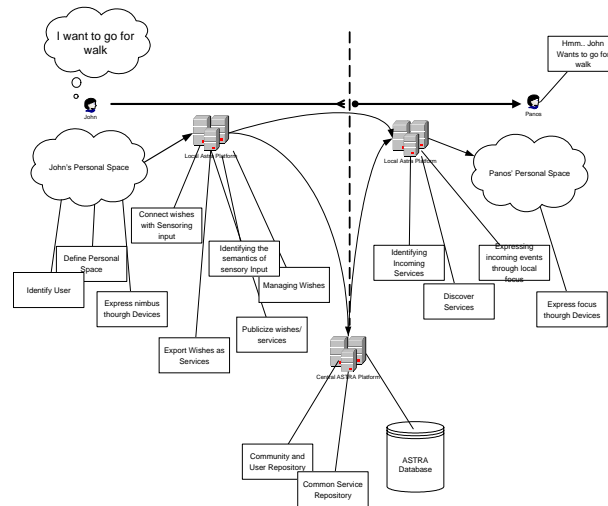 I want to go for
walk
Hmm.. John
Wants to go for
walk
John
Panos
Local Astra Platform
Local Astra Platform
John's Personal Space
Panos' Personal Space
Connect wishes
with Sensoring
input
Identifying the
semantics of
sensory Input
Identifying
Incoming
Services
Expressing
incoming events
through local
focus
Define Personal
Space
Identify User
Managing Wishes
Express nimbus
thourgh Devices
Discover
Services
Express focus
thourgh Devices
Publicize wishes/
services
Export Wishes as
Services
Central ASTRA Platform
Community and
User Repository
ASTRA
Database
Common Service
Repository